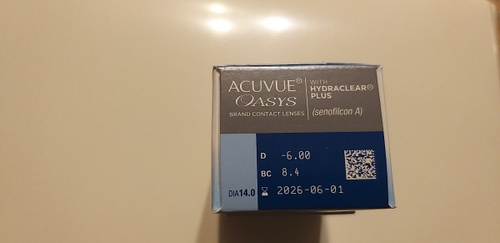 ACUVUE® WITH HYDRACLEAR® PLUS
OASYS
BRAND CONTACT LENSES (senofilcon A)
D -6.00
BC 8.4
DIA14.0 2026-06-01